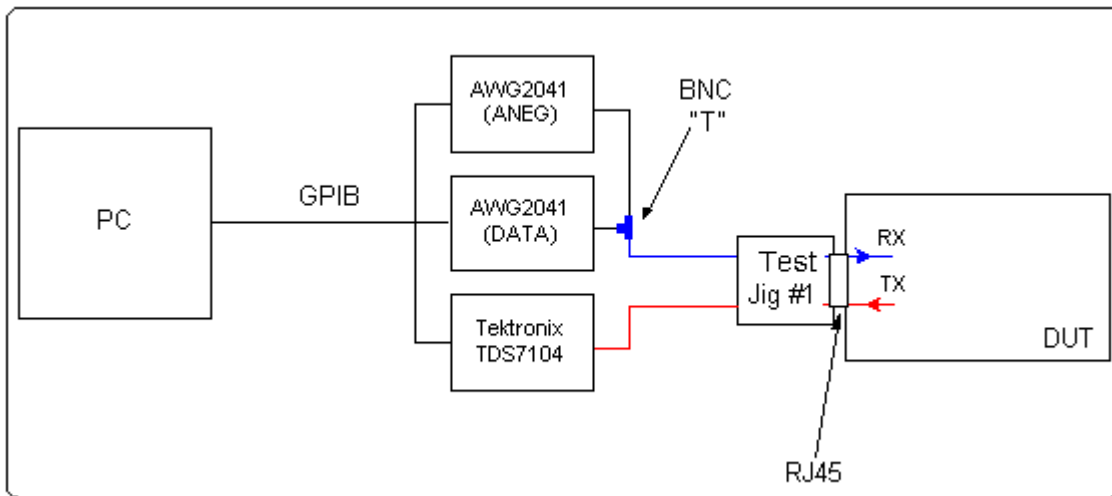 PC
GPIB
AWG2041
(ANEG)
AWG2041
(DATA)
Tektronix
TDS7104
BNC
"T"
Test
Jig #1
RX
TX
DUT
RJ45